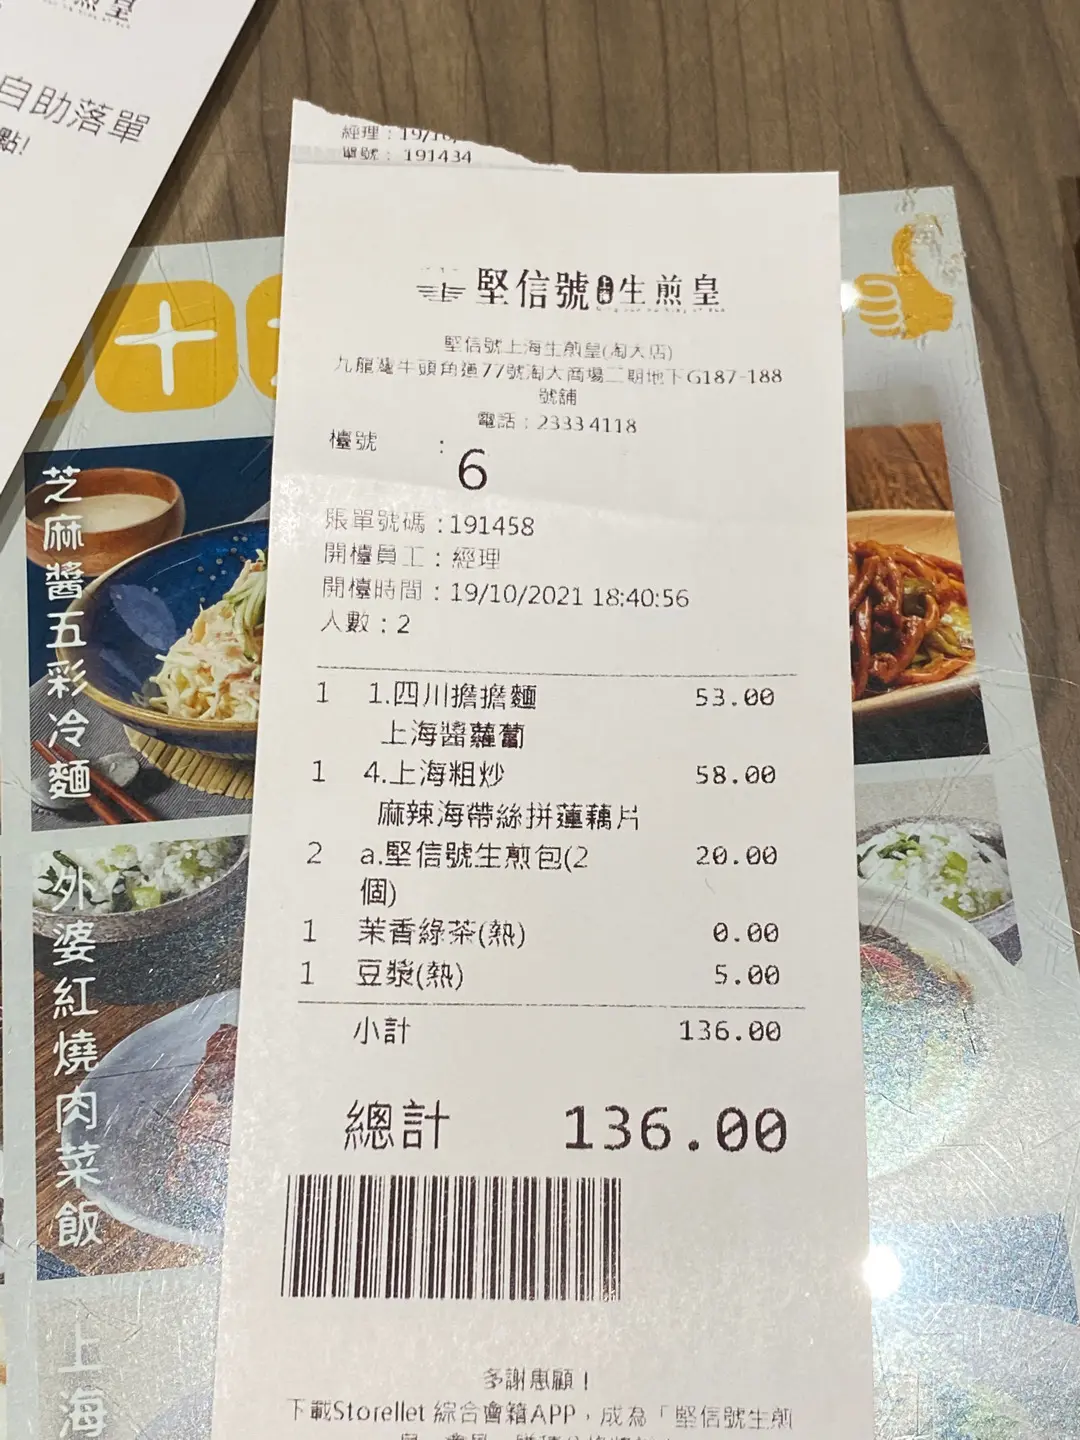 自助落單
點!
經理：19/10/
單號： 191434
堅信號上海生煎皇
堅信號上海生煎皇(淘大店)
九龍灣牛頭角道77號淘大商場二期地下G187-188
號舖
電話：23334118
檯號 ：
6
賬單號碼：191458
開檯員工：經理
開檯時間：19/10/2021 18:40:56
人數：2
1 1.四川擔擔麵 53.00
上海醬蘿蔔
1 4.上海粗炒 58.00
麻辣海帶絲拼蓮藕片
2 a.堅信號生煎包(2 20.00
個)
1 茉香綠茶(熱) 0.00
1 豆漿(熱) 5.00
小計 136.00
總計 136.00
多謝惠顧！
下載Storellet 綜合會籍APP，成為「堅信號生煎
芝麻醬五彩冷麵
外婆紅燒肉菜飯
上海